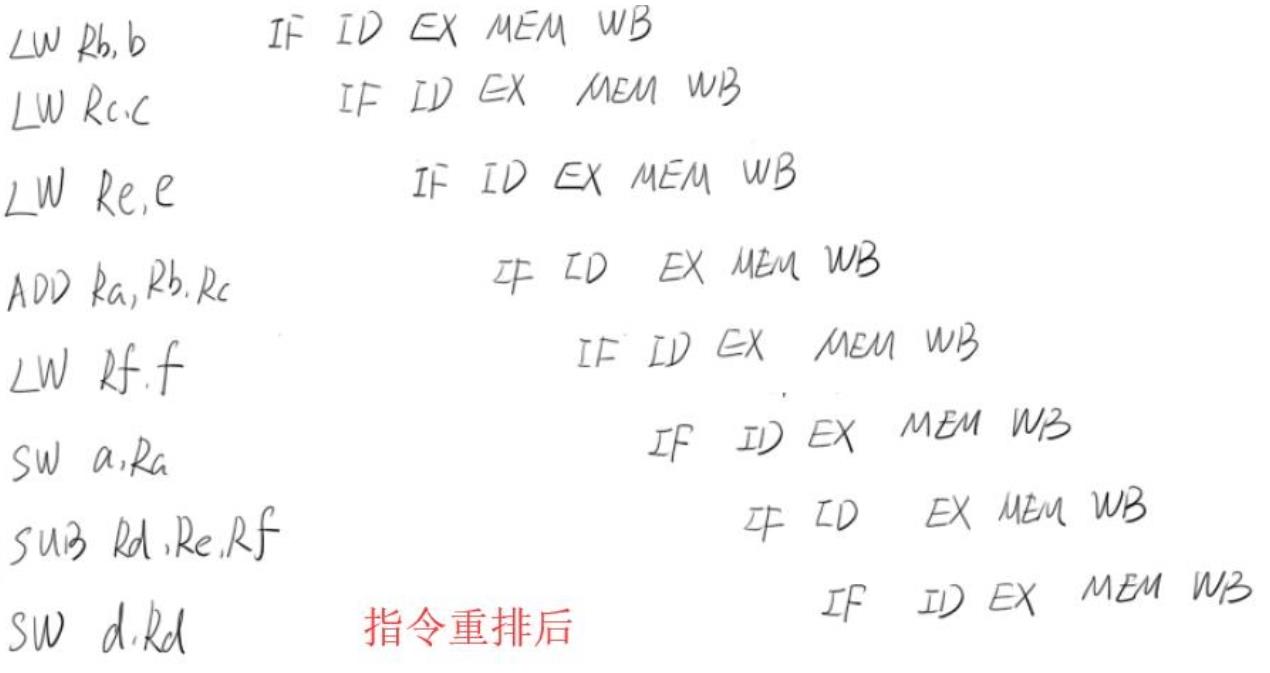 LW Rb,b IF ID EX MEM WB
LW Rc,c IF ID EX MEM WB
LW Re,e IF ID EX MEM WB
ADD Ra,Rb,Rc IF ID EX MEM WB
LW Rf,f IF ID EX MEM WB
SW a,Ra IF ID EX MEM WB
SUB Rd,Re,Rf IF ID EX MEM WB
SW d,Rd 指令重排后 IF ID EX MEM WB